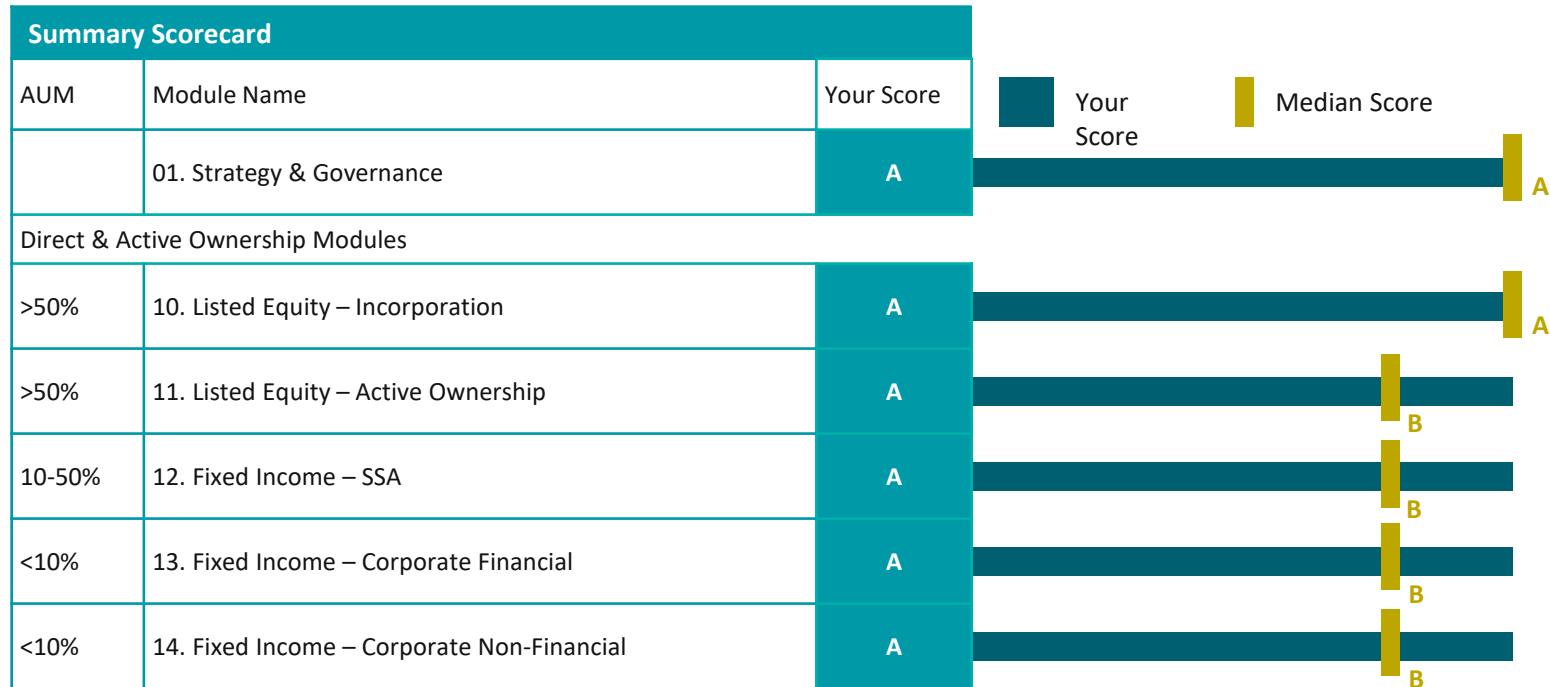 Summary Scorecard
AUM Module Name Your Score
Your
Score
Median Score
01. Strategy & Governance A
A
Direct & Active Ownership Modules
>50% 10. Listed Equity – Incorporation A
A
>50% 11. Listed Equity – Active Ownership A
B
10-50% 12. Fixed Income – SSA A
B
<10% 13. Fixed Income – Corporate Financial A
B
<10% 14. Fixed Income – Corporate Non-Financial A
B